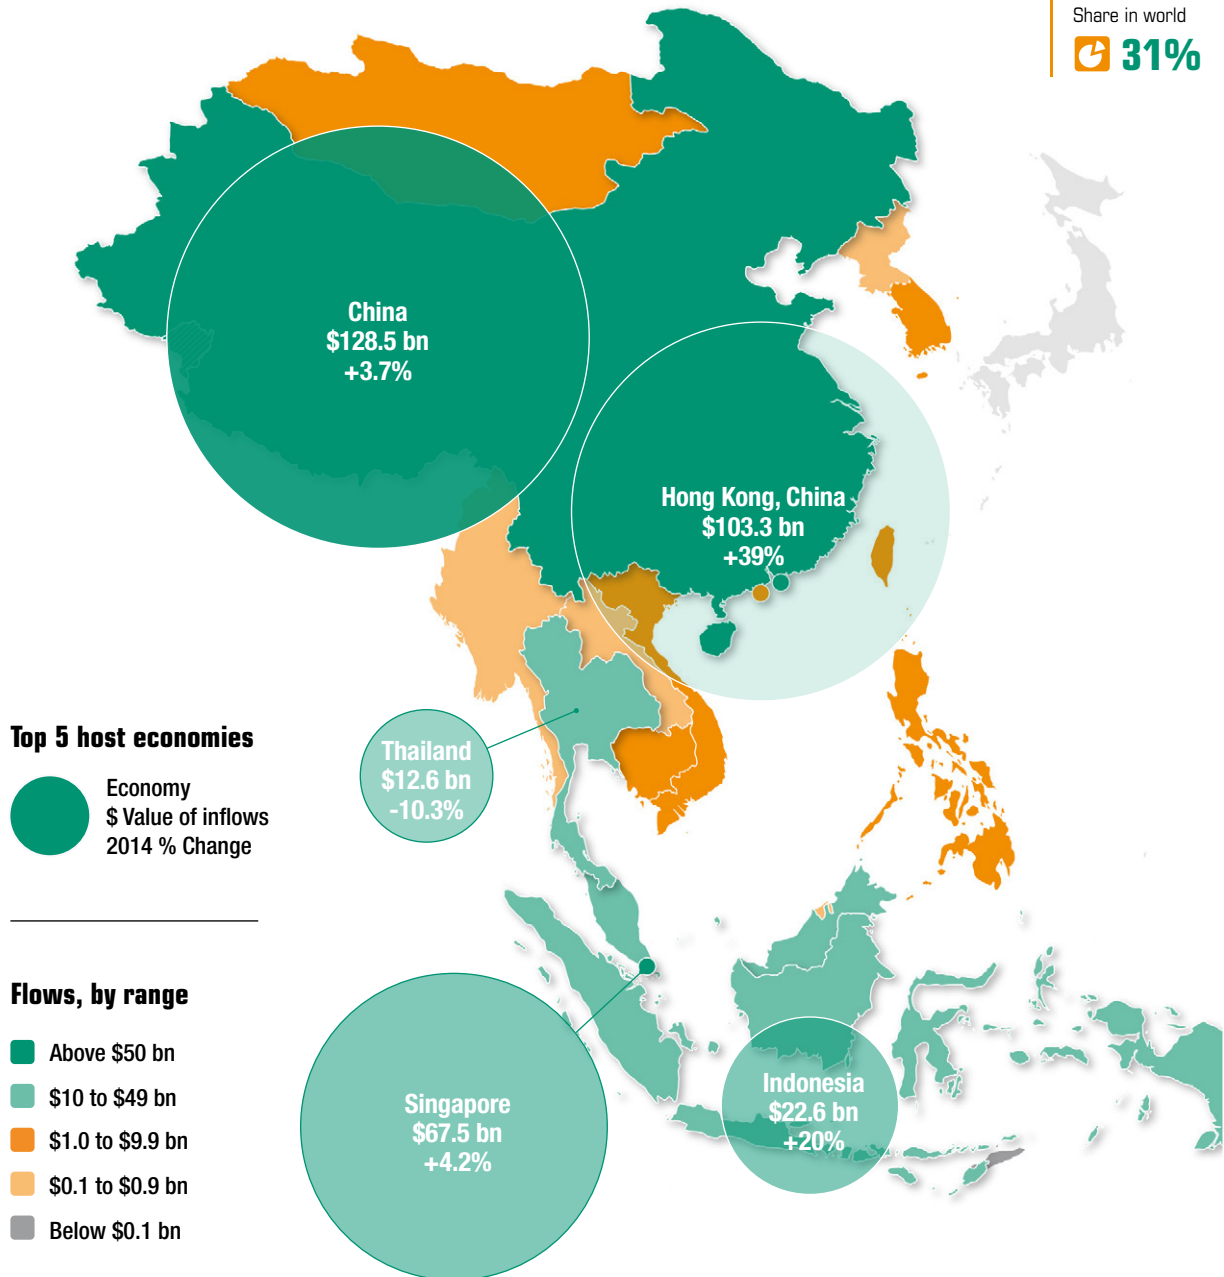 Share in world
31%
China
$128.5 bn
+3.7%
Hong Kong, China
$103.3 bn
+39%
Top 5 host economies
Economy
$ Value of inflows
2014 % Change
Thailand
$12.6 bn
-10.3%
Flows, by range
Above $50 bn
$10 to $49 bn
$1.0 to $9.9 bn
$0.1 to $0.9 bn
Below $0.1 bn
Singapore
$67.5 bn
+4.2%
Indonesia
$22.6 bn
+20%